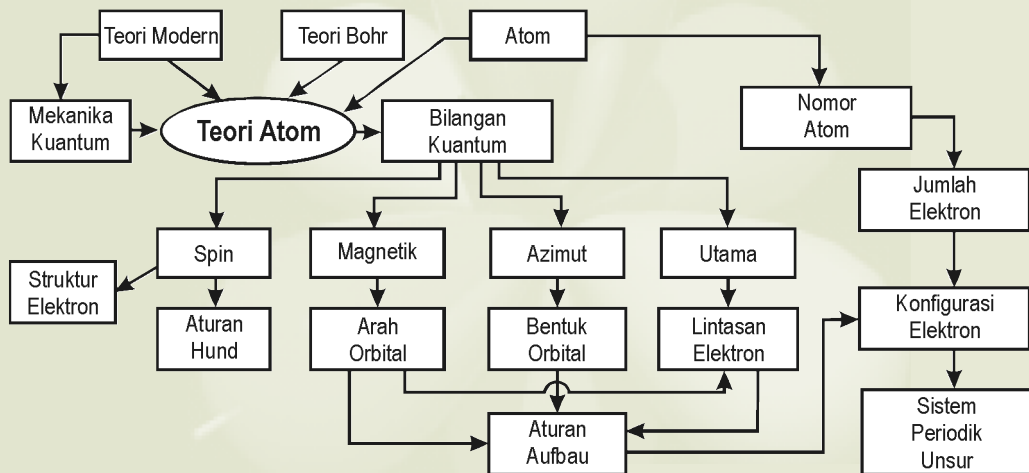 Teori Modern
Teori Bohr
Atom
Mekanika
Kuantum
Teori Atom
Bilangan
Kuantum
Nomor
Atom
Jumlah
Elektron
Spin
Magnetik
Azimut
Utama
Struktur
Elektron
Aturan
Hund
Arah
Orbital
Bentuk
Orbital
Lintasan
Elektron
Konfigurasi
Elektron
Aturan
Aufbau
Sistem
Periodik
Unsur